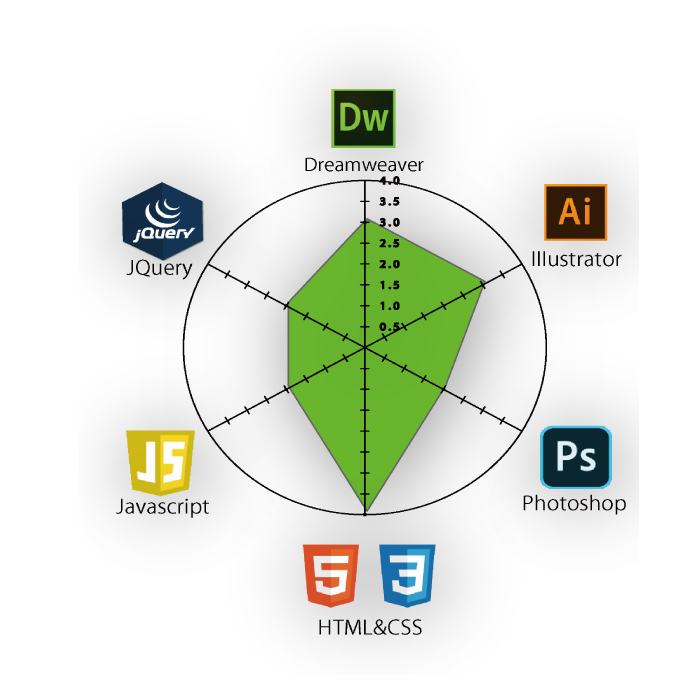 Dw
Dreamweaver
4.0
3.5
3.0
2.5
2.0
1.5
1.0
0.5
jQuery
JQuery
Ai
Illustrator
JS
Javascript
Ps
Photoshop
5 3
HTML&CSS